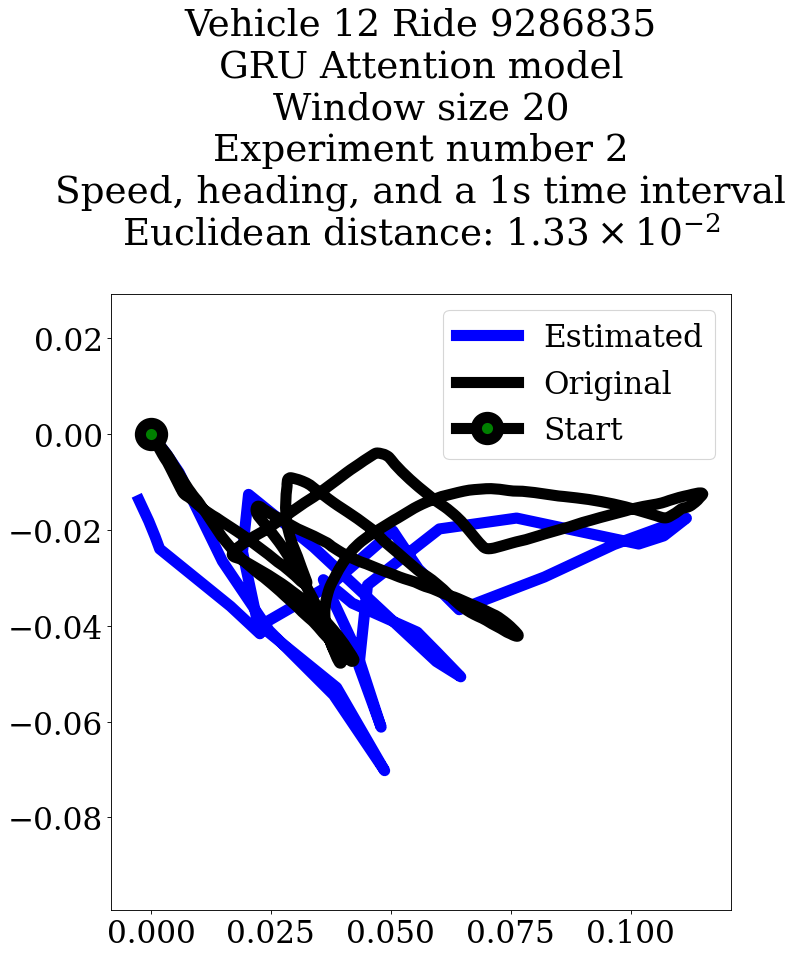 Vehicle 12 Ride 9286835
GRU Attention model
Window size 20
Experiment number 2
Speed, heading, and a 1s time interval
Euclidean distance: 1.33 × 10⁻²
Estimated
Original
Start
0.02
0.00
−0.02
−0.04
−0.06
−0.08
0.000 0.025 0.050 0.075 0.100